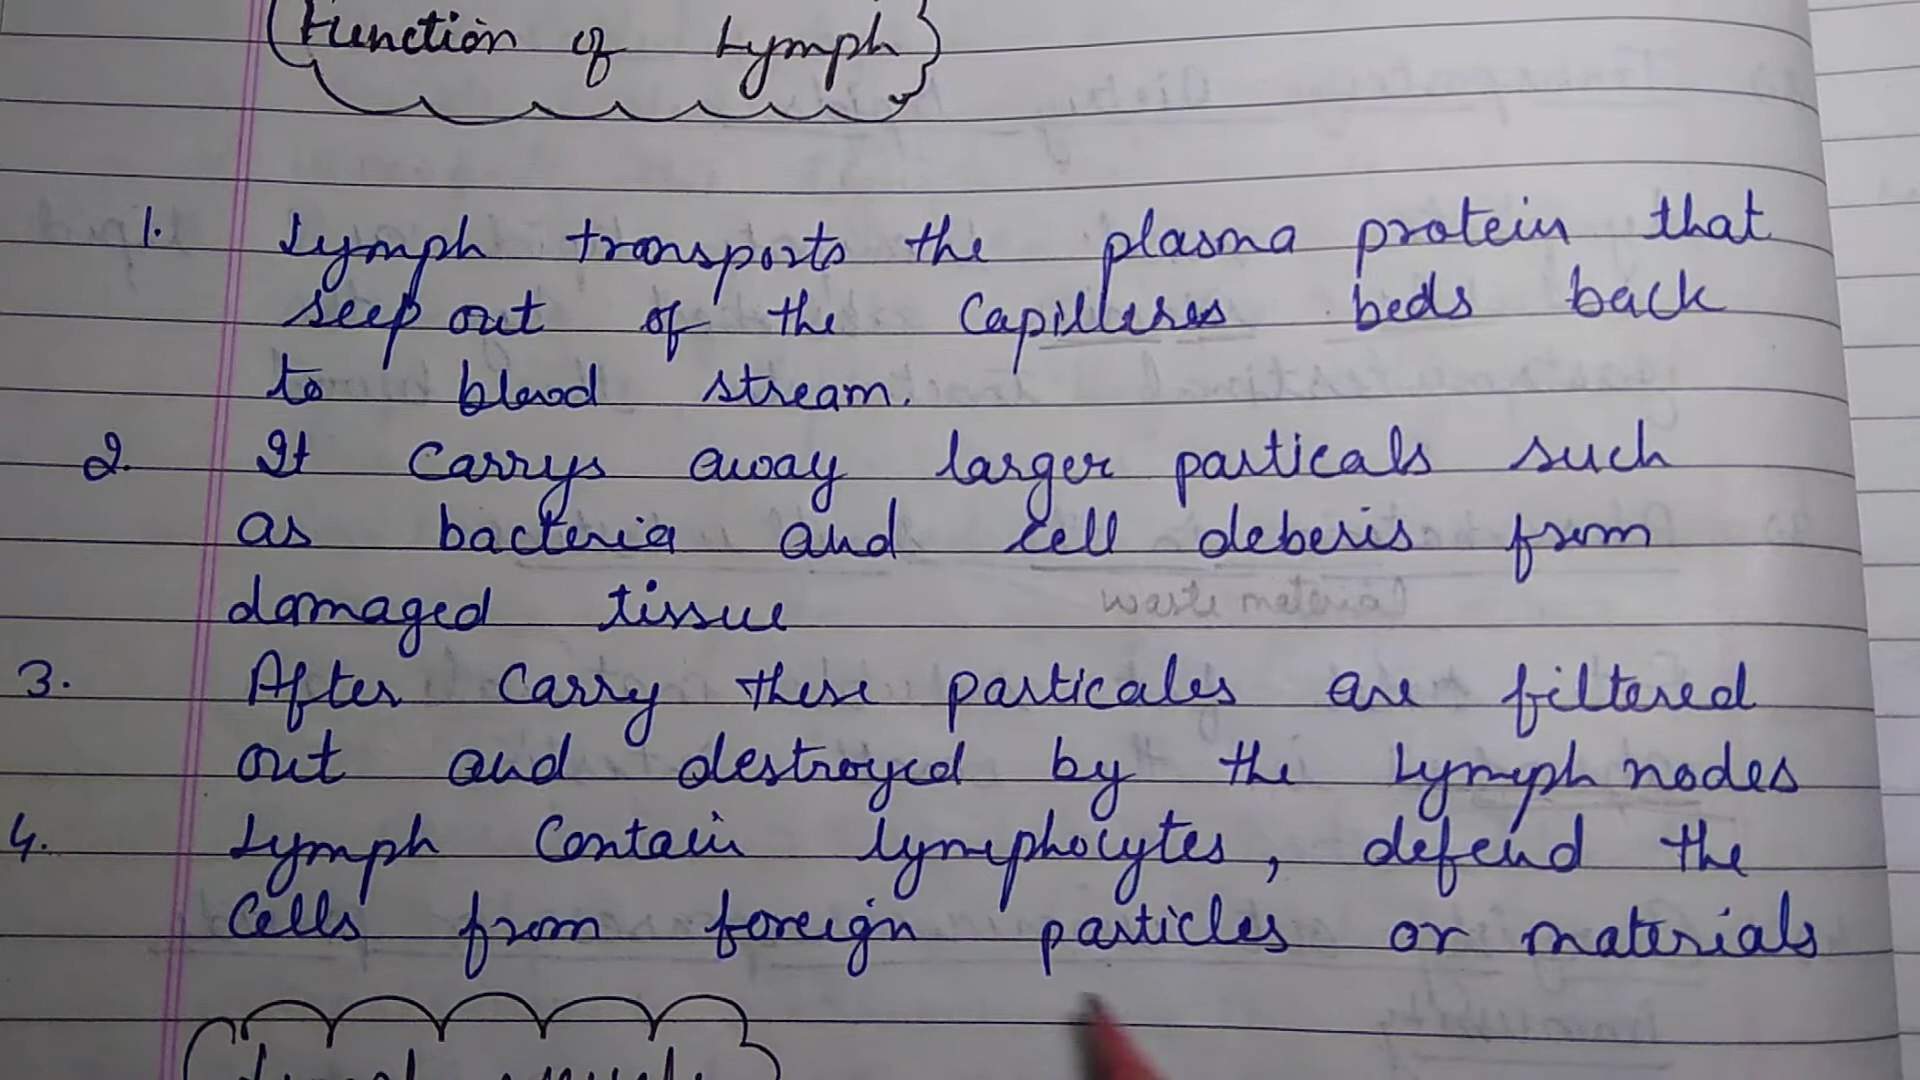 Function of Lymph
1. Lymph transports the plasma protein that
seep out of the Capilleres beds back
to blood stream.
2. It Carrys away larger particals such
as bacteria and cell deberis from
waste material
damaged tissue
3. After Carry these particales are filtered
out and destroyed by the Lymph nodes
4. Lymph Contain lymphocytes, defend the
Cells from foreign particles or materials